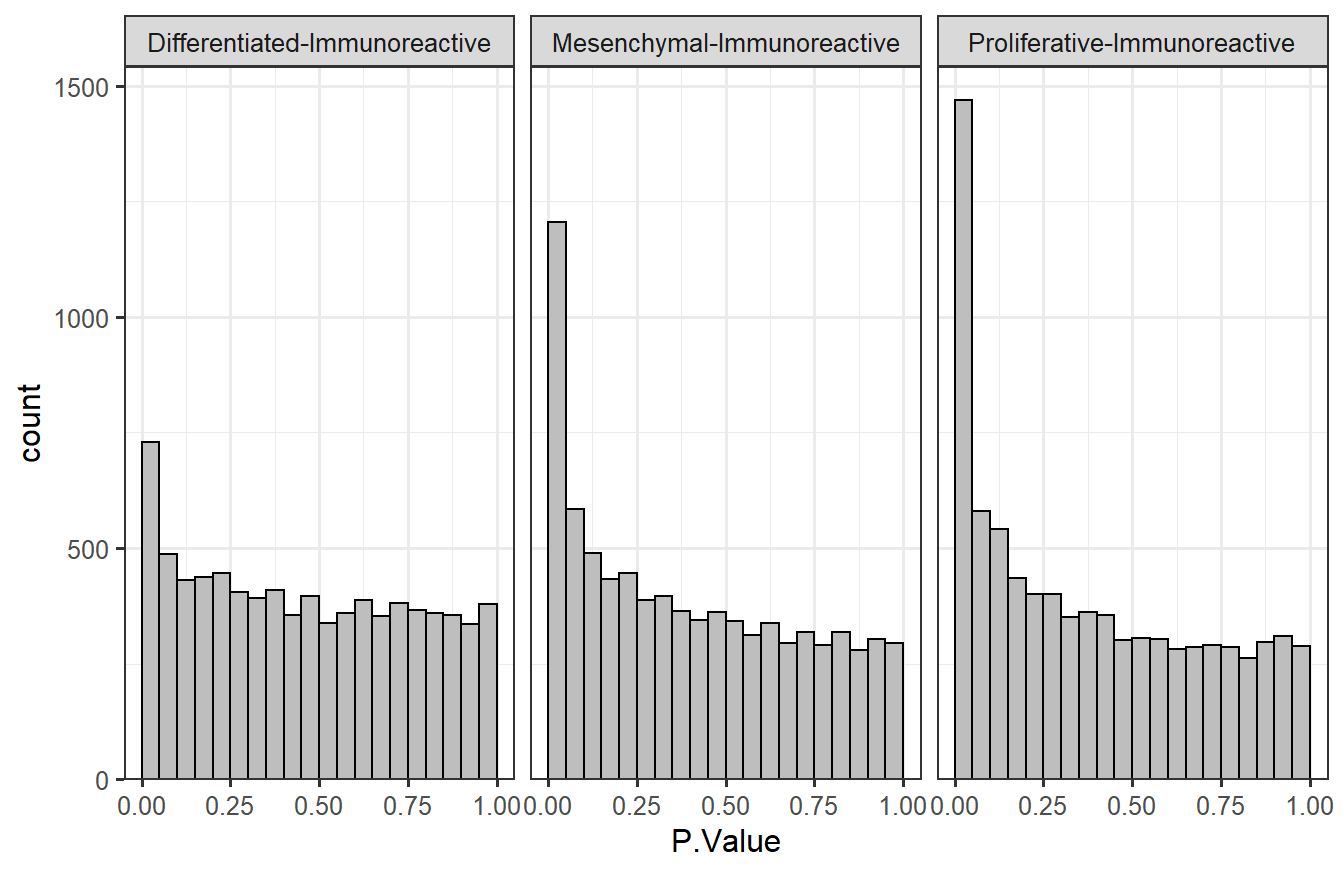 Differentiated-Immunoreactive
Mesenchymal-Immunoreactive
Proliferative-Immunoreactive
1500
1000
500
0
count
0.00 0.25 0.50 0.75 1.00
0.00 0.25 0.50 0.75 1.00
0.00 0.25 0.50 0.75 1.00
P.Value